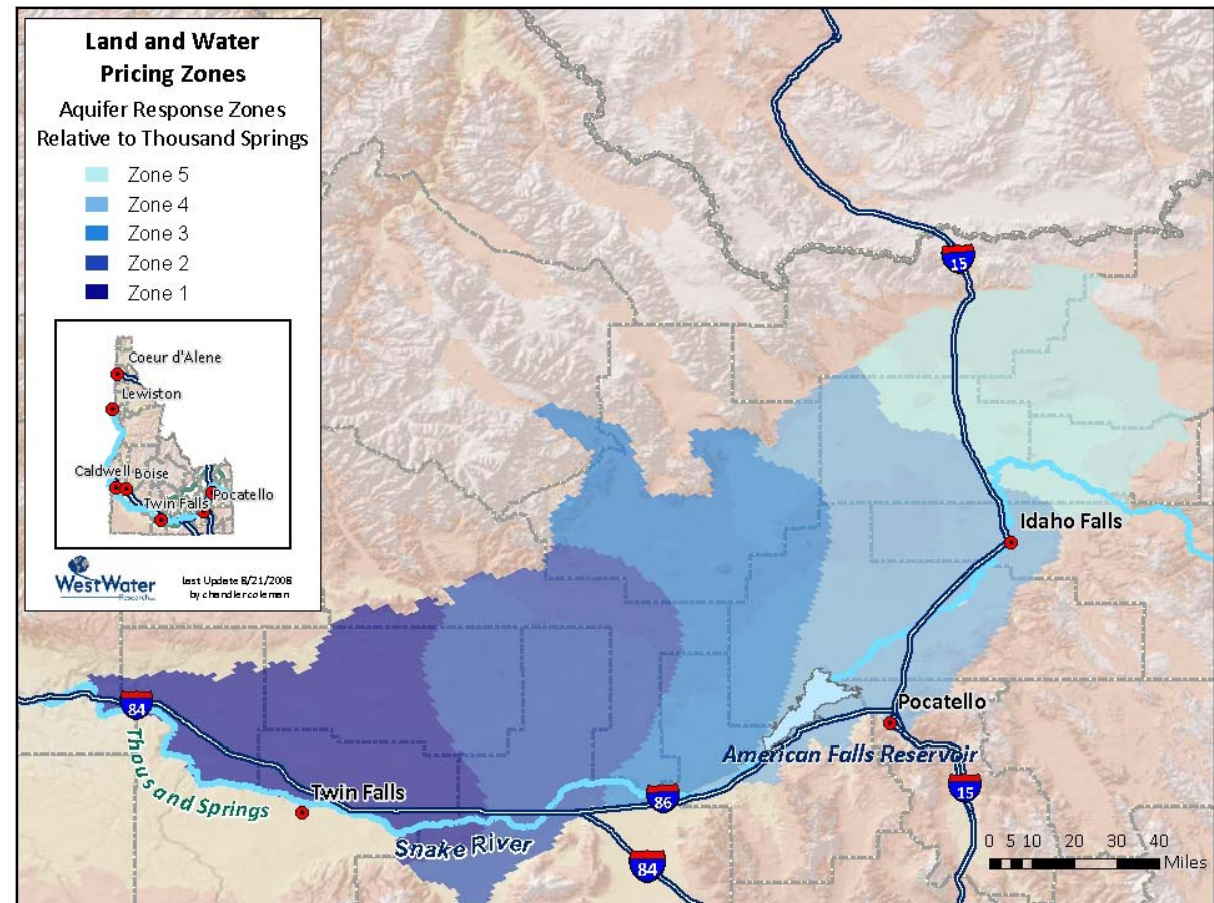 Land and Water
Pricing Zones
Aquifer Response Zones
Relative to Thousand Springs
Zone 5
Zone 4
Zone 3
Zone 2
Zone 1
Coeur d'Alene
Lewiston
Caldwell
Boise
Twin Falls
Pocatello
WestWater
Research
Last Update 8/21/2008
by chandler coleman
15
Idaho Falls
Pocatello
American Falls Reservoir
84
Thousand Springs
Twin Falls
86
15
Snake River
84
0 5 10 20 30 40
Miles